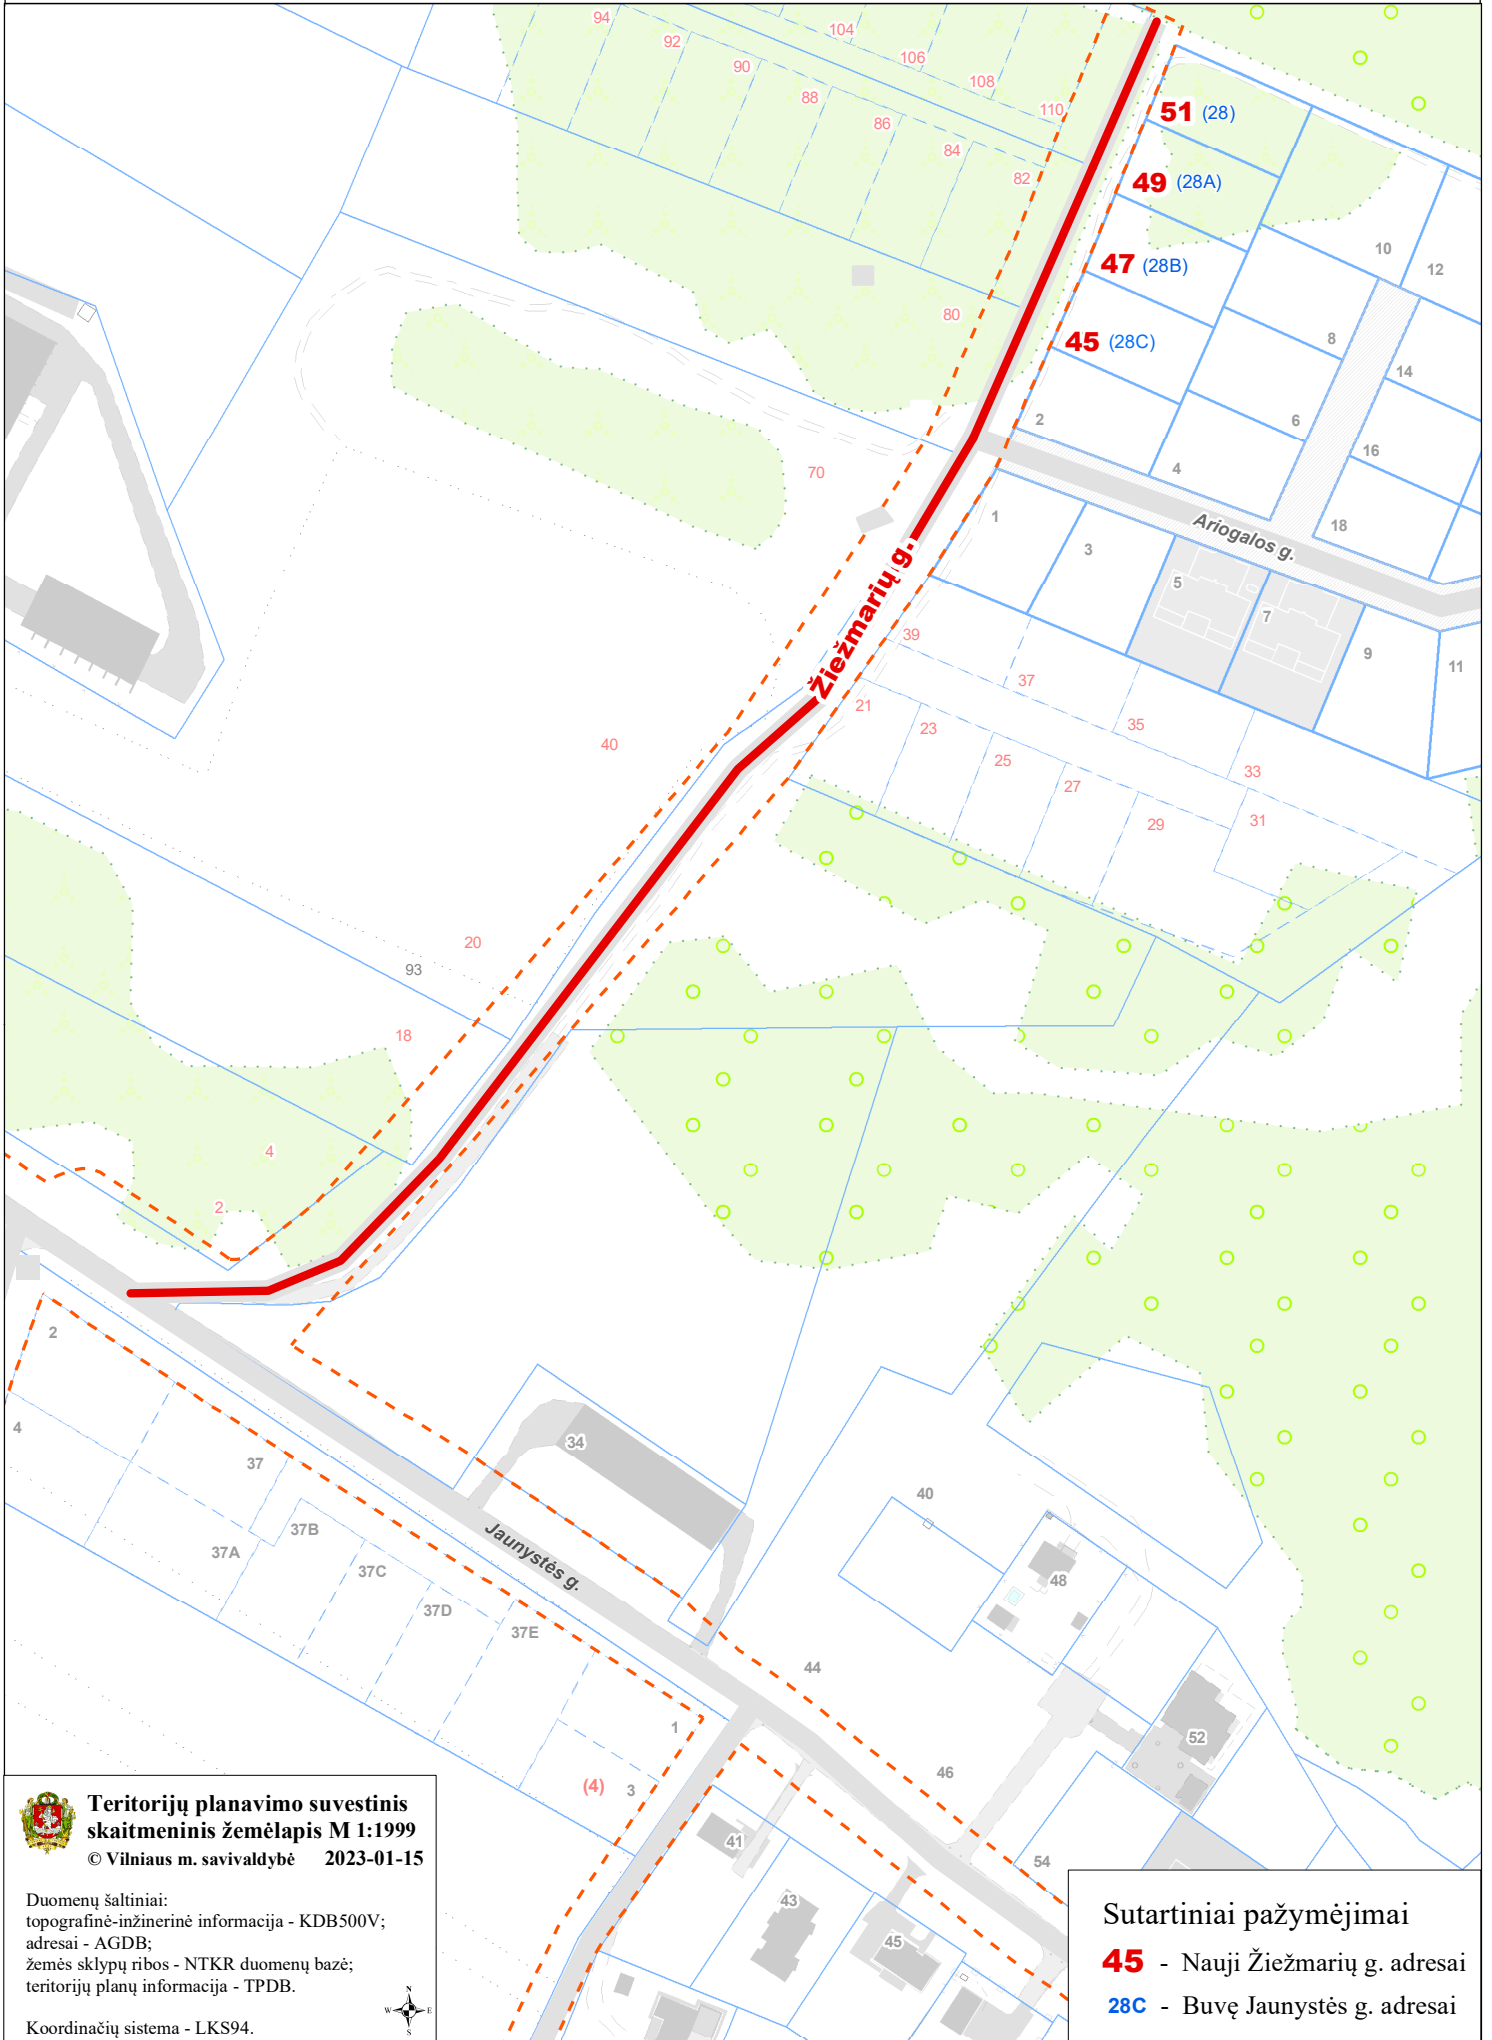 94
92
90
88
86
84
82
80
104
106
108
110
51 (28)
49 (28A)
47 (28B)
45 (28C)
10
12
8
14
6
16
2
4
18
70
1
3
Ariogalos g.
5
7
9
11
Žiežmarių g.
39
37
35
33
21
23
25
27
29
31
40
20
93
18
4
2
2
4
37
37A
37B
37C
37D
37E
34
Jaunystės g.
40
48
44
46
52
54
1
3
(4)
41
43
45
Teritorijų planavimo suvestinis
skaitmeninis žemėlapis M 1:1999
© Vilniaus m. savivaldybė 2023-01-15
Duomenų šaltiniai:
topografinė-inžinerinė informacija - KDB500V;
adresai - AGDB;
žemės sklypų ribos - NTKR duomenų bazė;
teritorijų planų informacija - TPDB.
Koordinačių sistema - LKS94.
N
W E
S
Sutartiniai pažymėjimai
45 - Nauji Žiežmarių g. adresai
28C - Buvę Jaunystės g. adresai